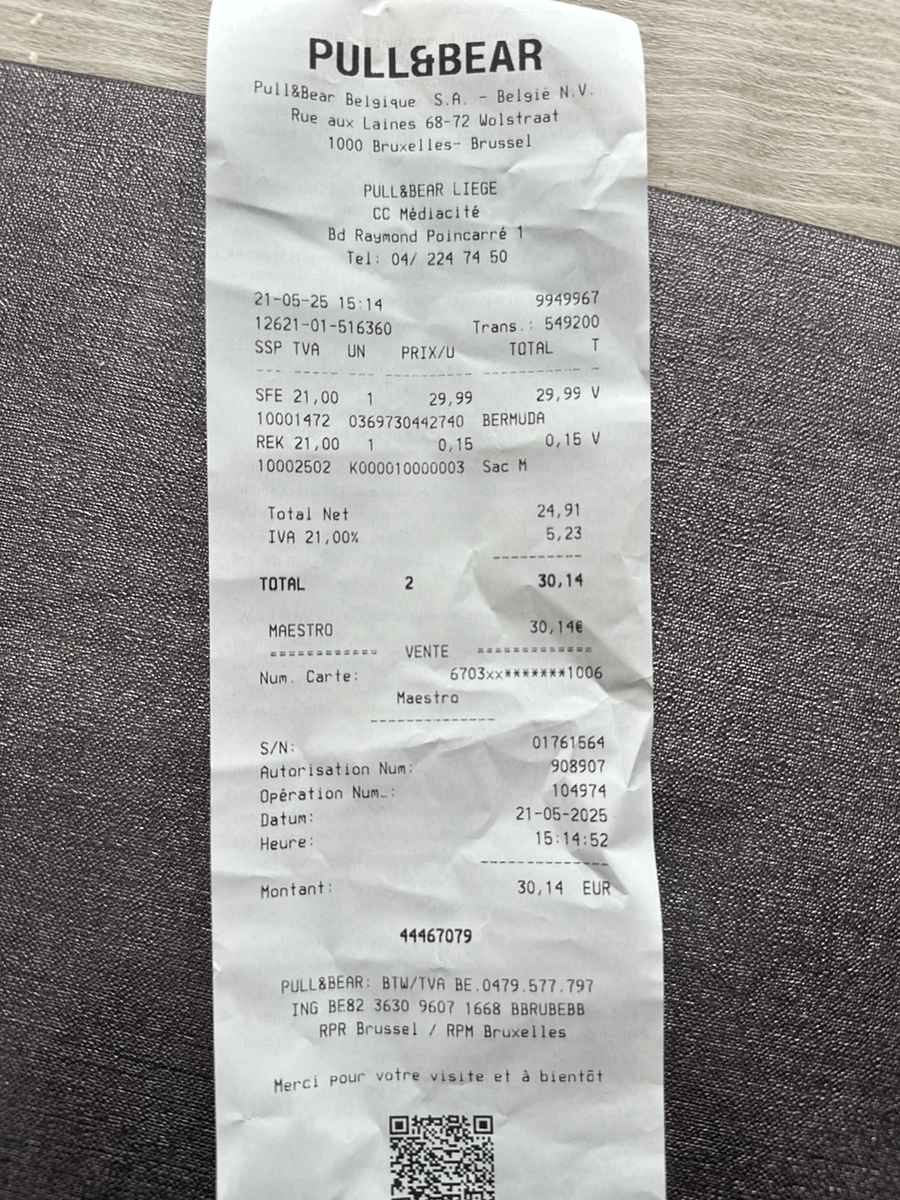 PULL&BEAR
Pull&Bear Belgique S.A. - België N.V.
Rue aux Laines 68-72 Wolstraat
1000 Bruxelles- Brussel
PULL&BEAR LIEGE
CC Médiacité
Bd Raymond Poincarré 1
Tel: 04/ 224 74 50
21-05-25 15:14 9949967
12621-01-516360 Trans.: 549200
SSP TVA UN PRIX/U TOTAL T
--- ----- --- ---------- ---------- -
SFE 21,00 1 29,99 29,99 V
10001472 0369730442740 BERMUDA
REK 21,00 1 0,15 0,15 V
10002502 K000010000003 Sac M
Total Net 24,91
IVA 21,00% 5,23
----------
TOTAL 2 30,14
MAESTRO 30,14€
============ VENTE =============
Num. Carte: 6703xx*******1006
Maestro
--------------
S/N: 01761564
Autorisation Num: 908907
Opération Num.: 104974
Datum: 21-05-2025
Heure: 15:14:52
--------------
Montant: 30,14 EUR
44467079
PULL&BEAR: BTW/TVA BE.0479.577.797
ING BE82 3630 9607 1668 BBRUBEBB
RPR Brussel / RPM Bruxelles
Merci pour votre visite et à bientôt